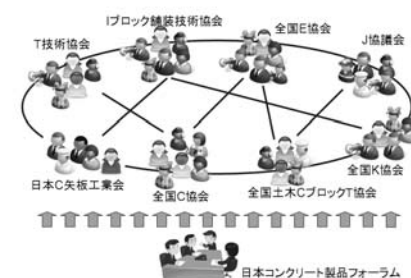 Iブロック舗装技術協会
全国E協会
T技術協会
J協議会
日本C矢板工業会
全国C協会
全国土木CブロックT協会
全国K協会
日本コンクリート製品フォーラム